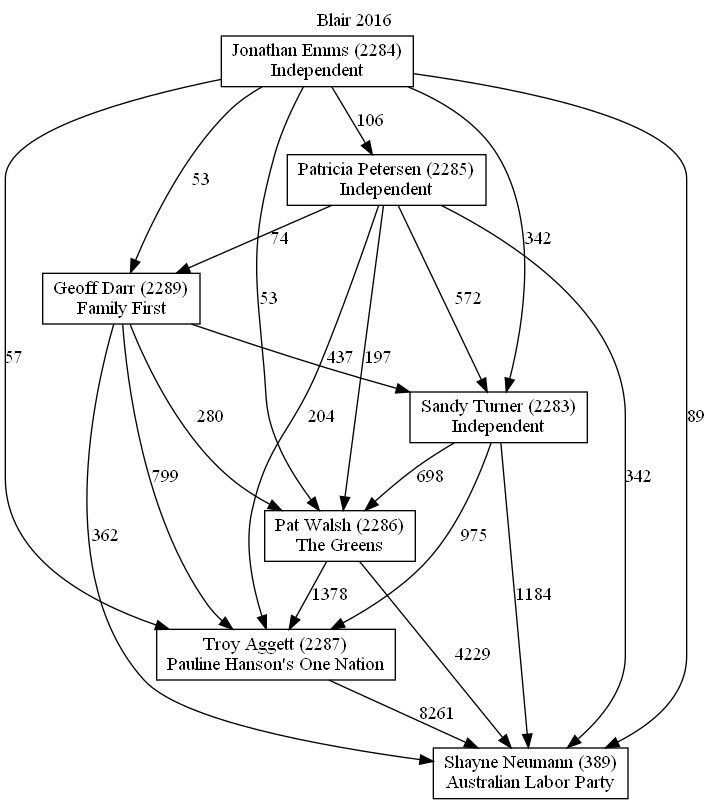 Blair 2016
Jonathan Emms (2284)
Independent
106
Patricia Petersen (2285)
Independent
53
74
342
Geoff Darr (2289)
Family First
53
572
57
437
197
89
280
204
Sandy Turner (2283)
Independent
799
698
342
362
Pat Walsh (2286)
The Greens
975
1378
1184
Troy Aggett (2287)
Pauline Hanson's One Nation
4229
8261
Shayne Neumann (389)
Australian Labor Party